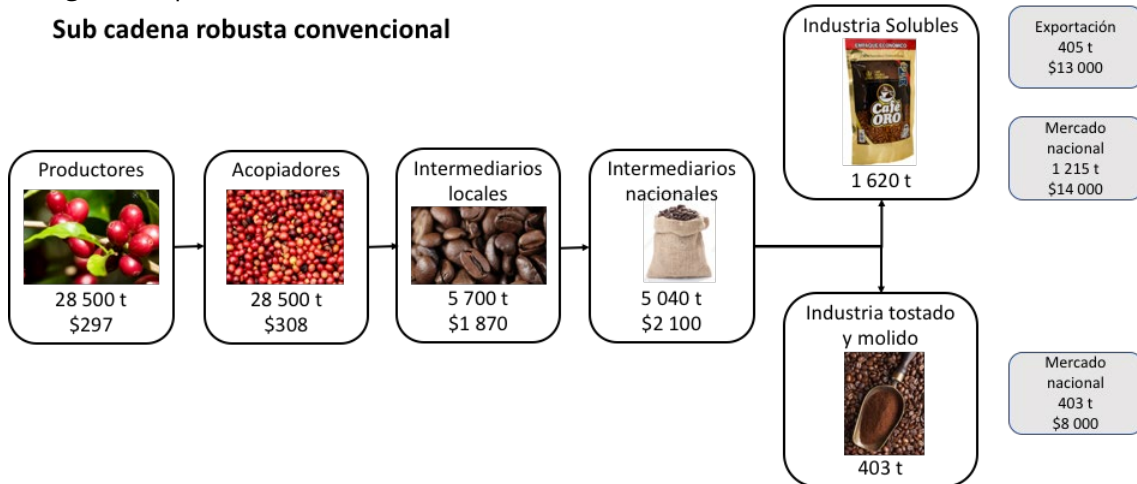 Sub cadena robusta convencional
Productores
28 500 t
$297
Acopiadores
28 500 t
$308
Intermediarios
locales
5 700 t
$1 870
Intermediarios
nacionales
5 040 t
$2 100
Industria Solubles
EMPAQUE ECONÓMICO
Café
ORO
1 620 t
Industria tostado
y molido
403 t
Exportación
405 t
$13 000
Mercado
nacional
1 215 t
$14 000
Mercado
nacional
403 t
$8 000